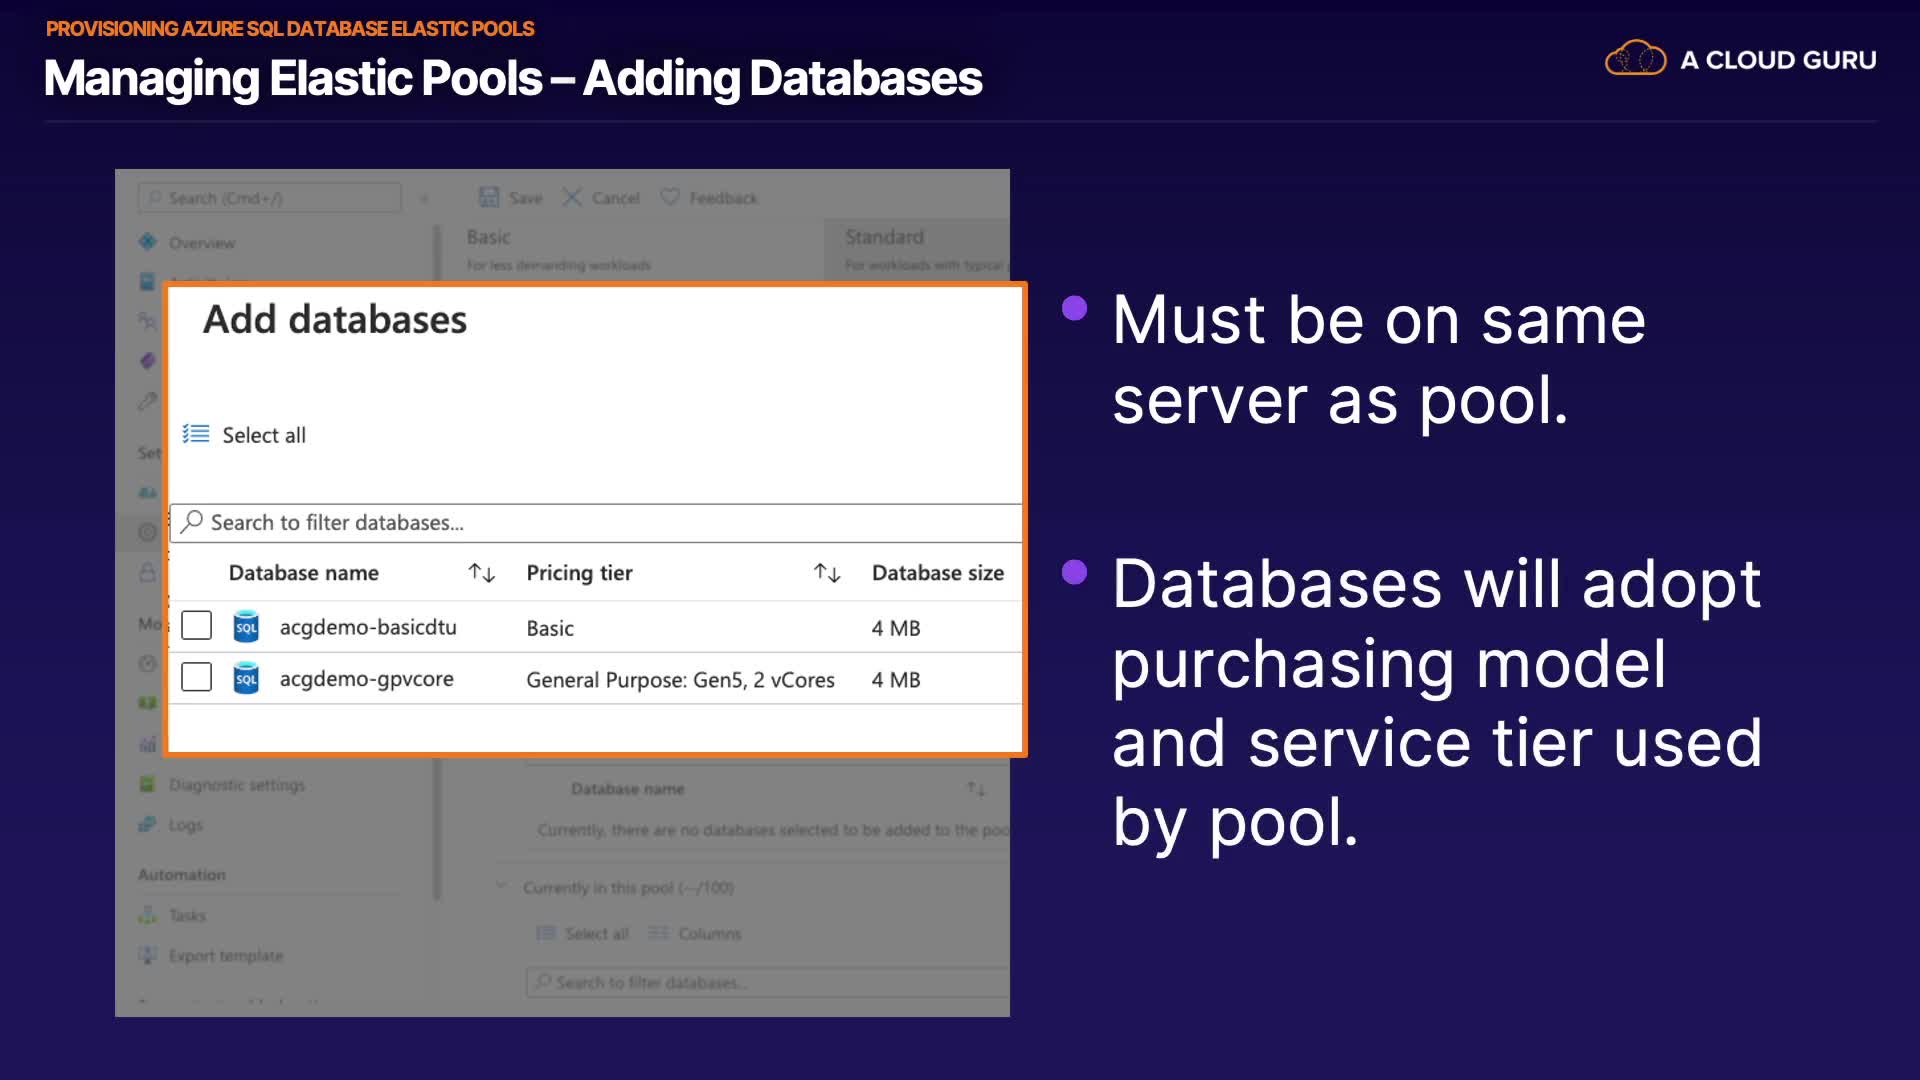 PROVISIONING AZURE SQL DATABASE ELASTIC POOLS
Managing Elastic Pools – Adding Databases
A CLOUD GURU
Search (Cmd+/)
«
Save
Cancel
Feedback
Overview
Basic
For less demanding workloads
Standard
For workloads with typical
Add databases
Select all
Search to filter databases...
Database name
Pricing tier
Database size
SQL
acgdemo-basicdtu
Basic
4 MB
SQL
acgdemo-gpvcore
General Purpose: Gen5, 2 vCores
4 MB
Set
Mo
Diagnostic settings
Logs
Automation
Tasks
Export template
Database name
Currently, there are no databases selected to be added to the poo
Currently in this pool (--/100)
Select all
Columns
Search to filter databases...
Must be on same
server as pool.
Databases will adopt
purchasing model
and service tier used
by pool.